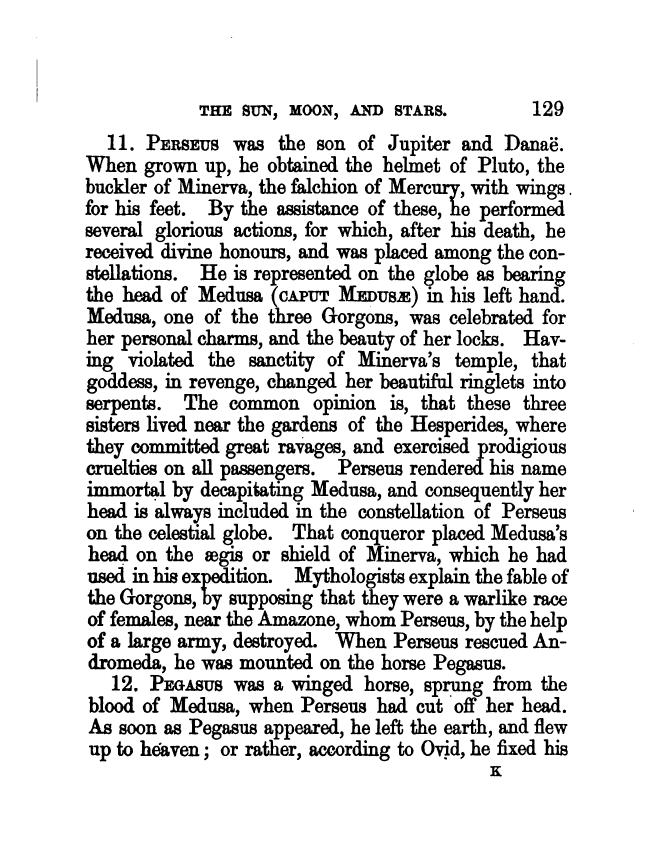 THE SUN, MOON, AND STARS. 129
11. PERSEUS was the son of Jupiter and Danaë.
When grown up, he obtained the helmet of Pluto, the
buckler of Minerva, the falchion of Mercury, with wings
for his feet. By the assistance of these, he performed
several glorious actions, for which, after his death, he
received divine honours, and was placed among the con-
stellations. He is represented on the globe as bearing
the head of Medusa (CAPUT MEDUSÆ) in his left hand.
Medusa, one of the three Gorgons, was celebrated for
her personal charms, and the beauty of her locks. Hav-
ing violated the sanctity of Minerva's temple, that
goddess, in revenge, changed her beautiful ringlets into
serpents. The common opinion is, that these three
sisters lived near the gardens of the Hesperides, where
they committed great ravages, and exercised prodigious
cruelties on all passengers. Perseus rendered his name
immortal by decapitating Medusa, and consequently her
head is always included in the constellation of Perseus
on the celestial globe. That conqueror placed Medusa's
head on the ægis or shield of Minerva, which he had
used in his expedition. Mythologists explain the fable of
the Gorgons, by supposing that they were a warlike race
of females, near the Amazone, whom Perseus, by the help
of a large army, destroyed. When Perseus rescued An-
dromeda, he was mounted on the horse Pegasus.
12. PEGASUS was a winged horse, sprung from the
blood of Medusa, when Perseus had cut off her head.
As soon as Pegasus appeared, he left the earth, and flew
up to heaven; or rather, according to Ovid, he fixed his
K